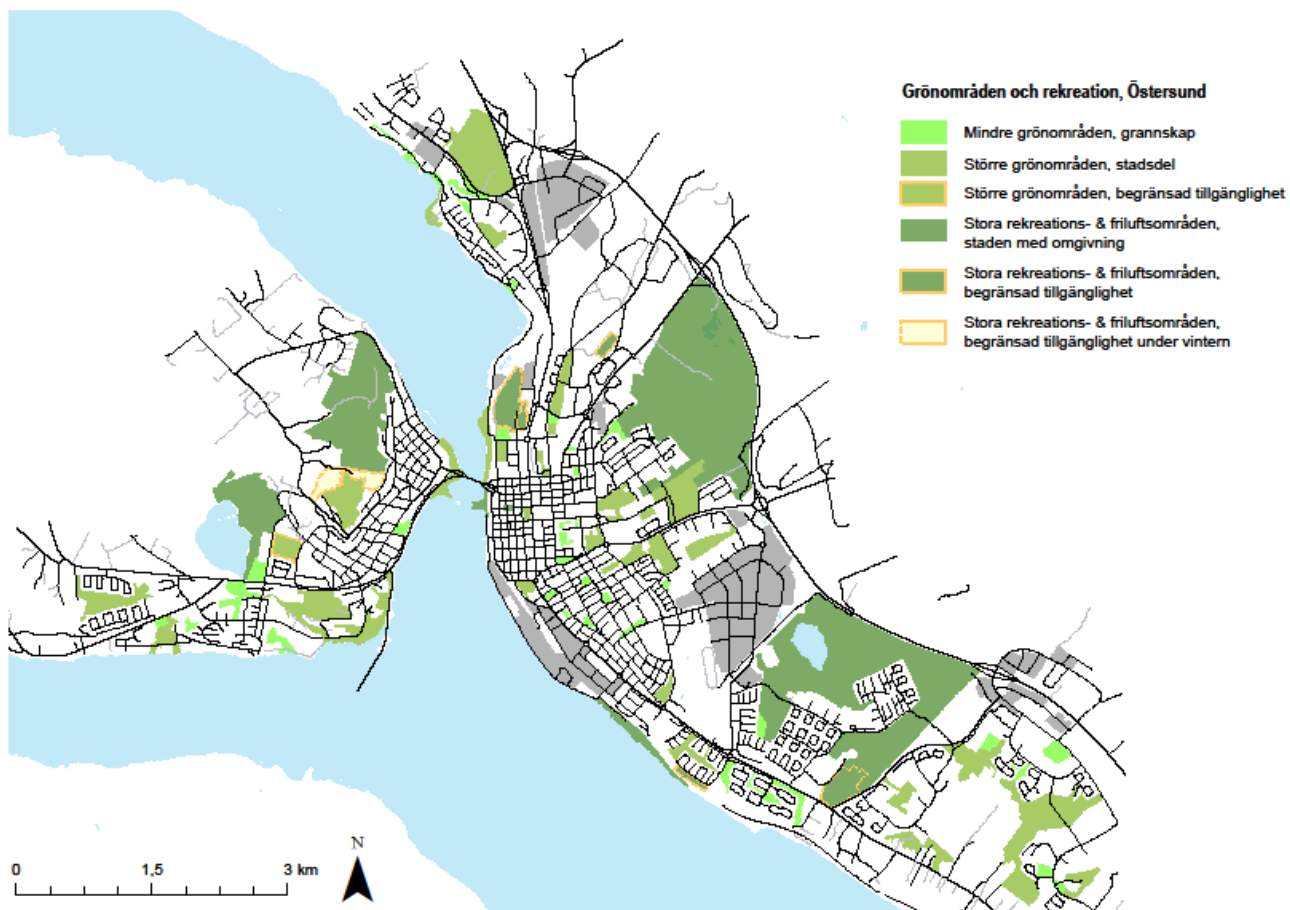 Grönområden och rekreation, Östersund
Mindre grönområden, grannskap
Större grönområden, stadsdel
Större grönområden, begränsad tillgänglighet
Stora rekreations- & friluftsområden,
staden med omgivning
Stora rekreations- & friluftsområden,
begränsad tillgänglighet
Stora rekreations- & friluftsområden,
begränsad tillgänglighet under vintern
N
0 1,5 3 km